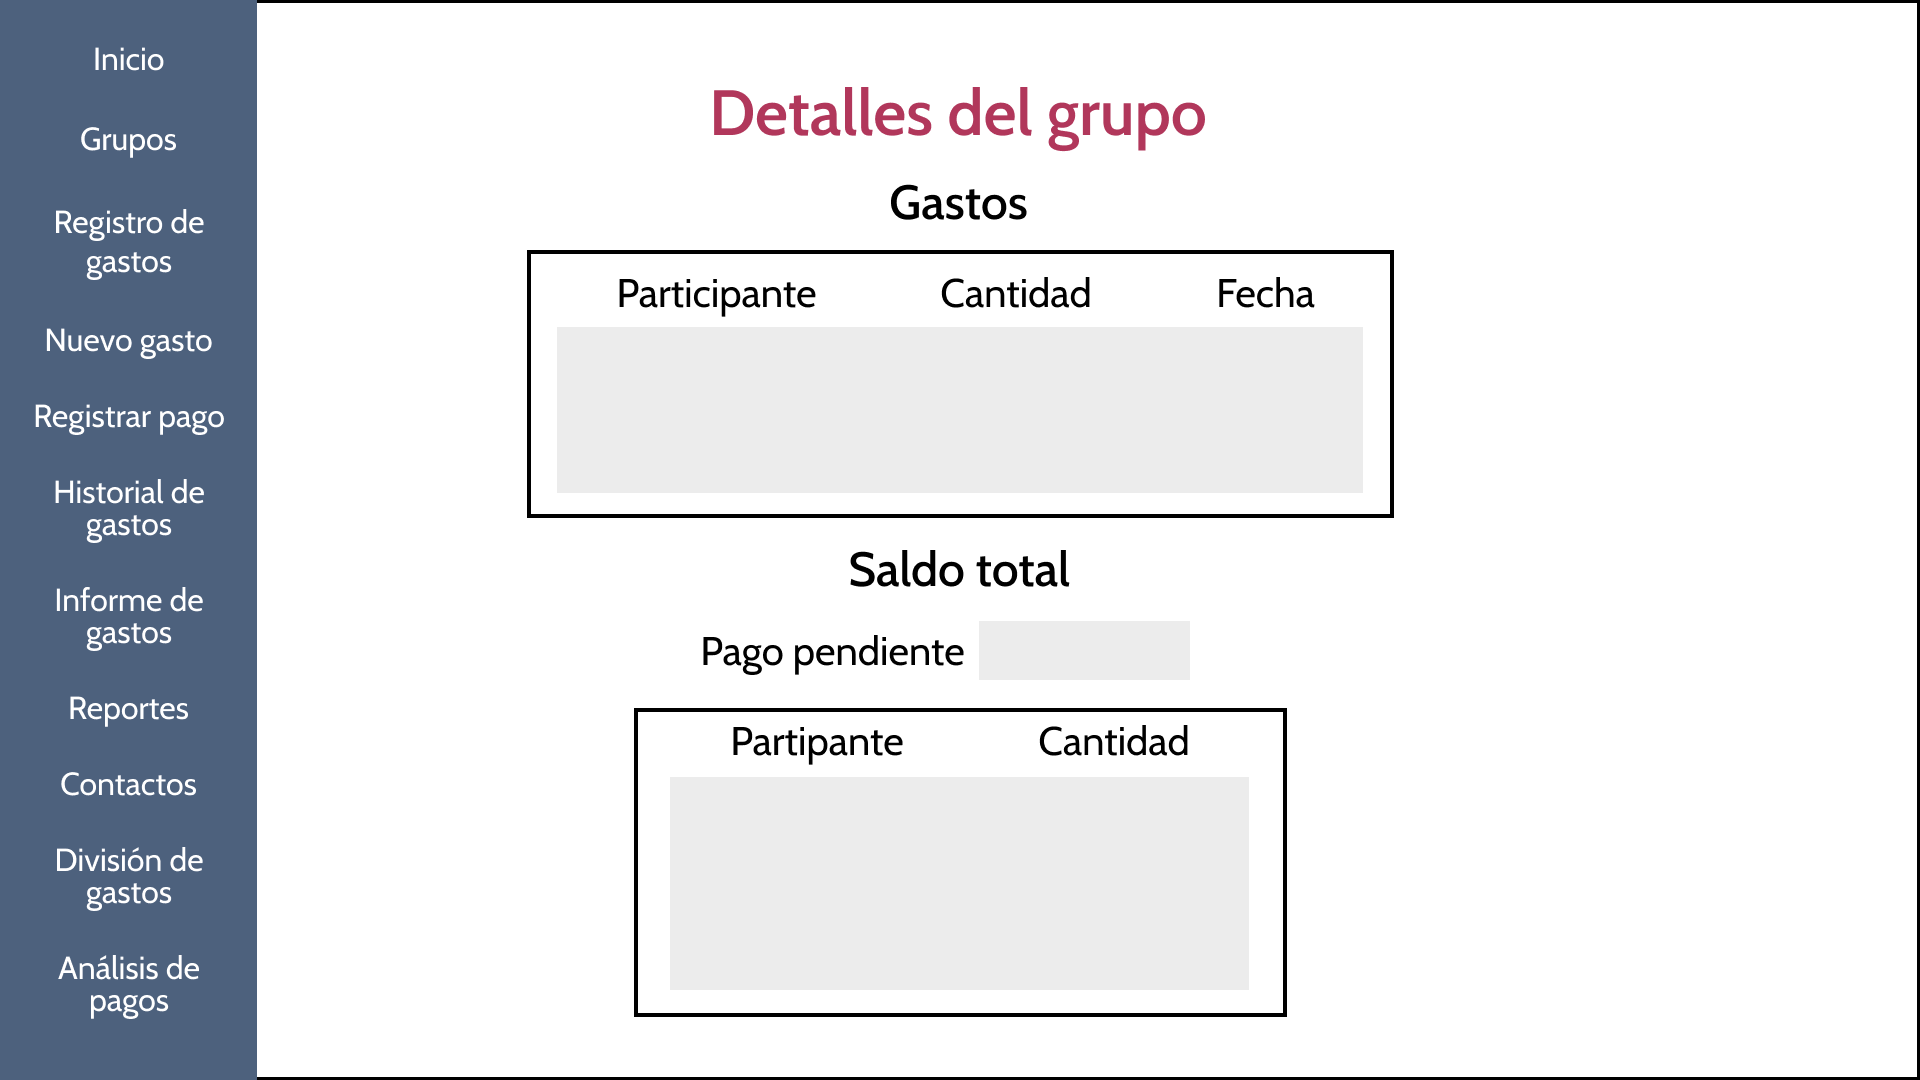 Inicio
Grupos
Registro de
gastos
Nuevo gasto
Registrar pago
Historial de
gastos
Informe de
gastos
Reportes
Contactos
División de
gastos
Análisis de
pagos
Detalles del grupo
Gastos
Participante Cantidad Fecha
Saldo total
Pago pendiente
Partipante Cantidad